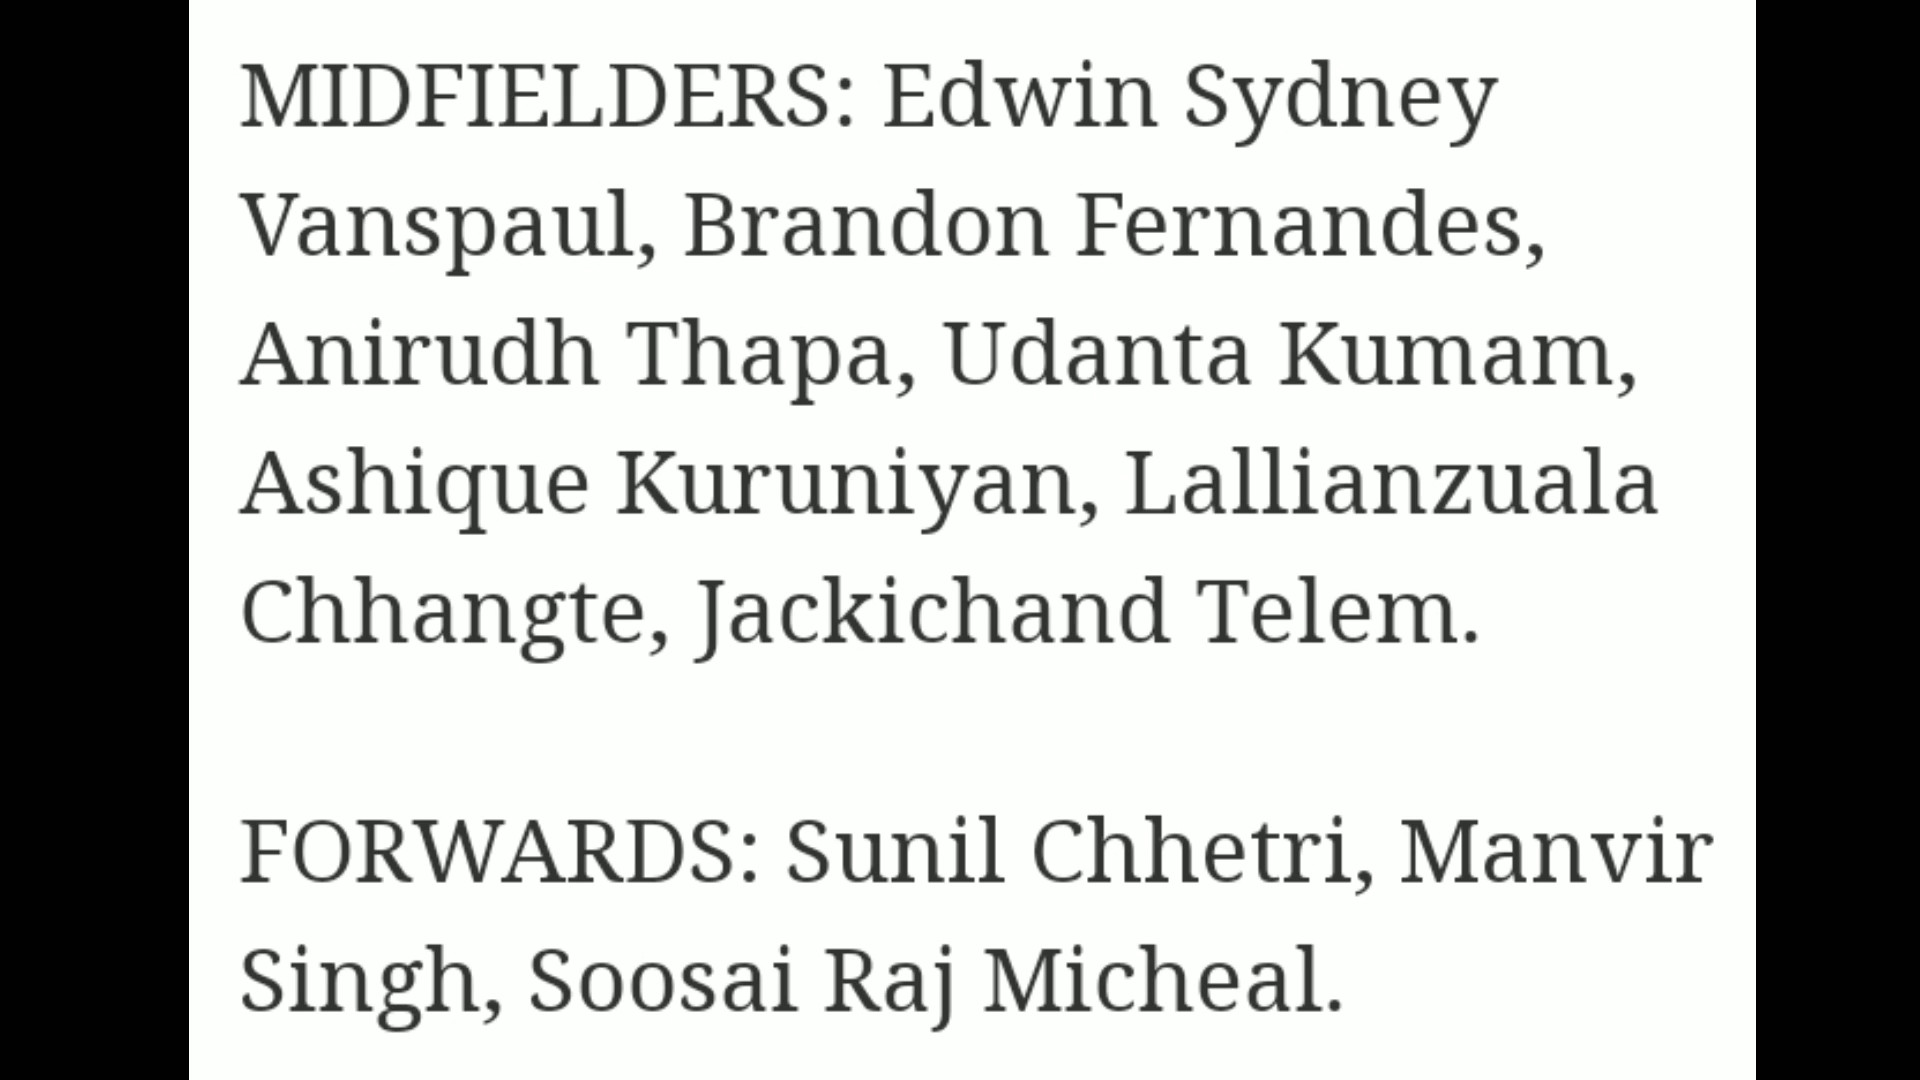 MIDFIELDERS: Edwin Sydney
Vanspaul, Brandon Fernandes,
Anirudh Thapa, Udanta Kumam,
Ashique Kuruniyan, Lallianzuala
Chhangte, Jackichand Telem.
FORWARDS: Sunil Chhetri, Manvir
Singh, Soosai Raj Micheal.